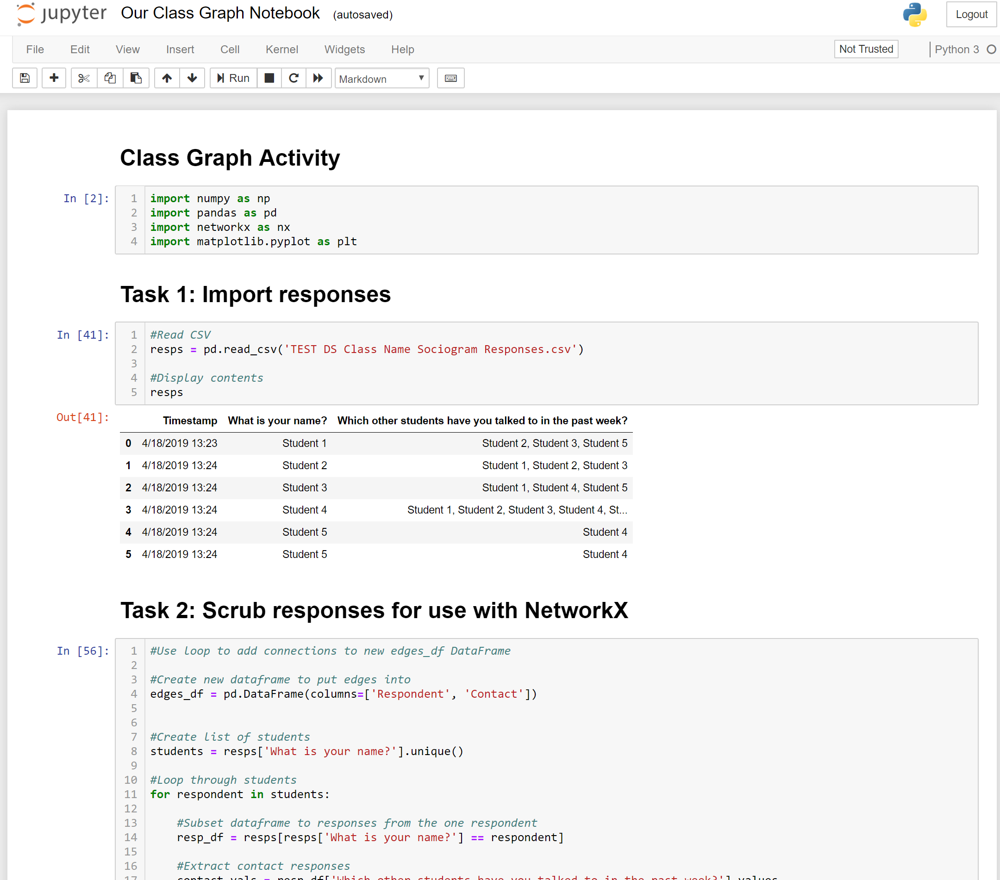 jupyter Our Class Graph Notebook (autosaved) Logout
File Edit View Insert Cell Kernel Widgets Help Not Trusted Python 3
Run Markdown
Class Graph Activity
In [2]:
1 import numpy as np
2 import pandas as pd
3 import networkx as nx
4 import matplotlib.pyplot as plt
Task 1: Import responses
In [41]:
1 #Read CSV
2 resps = pd.read_csv('TEST DS Class Name Sociogram Responses.csv')
3
4 #Display contents
5 resps
Out[41]:
Timestamp What is your name? Which other students have you talked to in the past week?
0 4/18/2019 13:23 Student 1 Student 2, Student 3, Student 5
1 4/18/2019 13:24 Student 2 Student 1, Student 2, Student 3
2 4/18/2019 13:24 Student 3 Student 1, Student 4, Student 5
3 4/18/2019 13:24 Student 4 Student 1, Student 2, Student 3, Student 4, St...
4 4/18/2019 13:24 Student 5 Student 4
5 4/18/2019 13:24 Student 5 Student 4
Task 2: Scrub responses for use with NetworkX
In [56]:
1 #Use loop to add connections to new edges_df DataFrame
2
3 #Create new dataframe to put edges into
4 edges_df = pd.DataFrame(columns=['Respondent', 'Contact'])
5
6
7 #Create list of students
8 students = resps['What is your name?'].unique()
9
10 #Loop through students
11 for respondent in students:
12
13 #Subset dataframe to responses from the one respondent
14 resp_df = resps[resps['What is your name?'] == respondent]
15
16 #Extract contact responses
17 contact_vals = resp_df['Which other students have you talked to in the past week?'].values